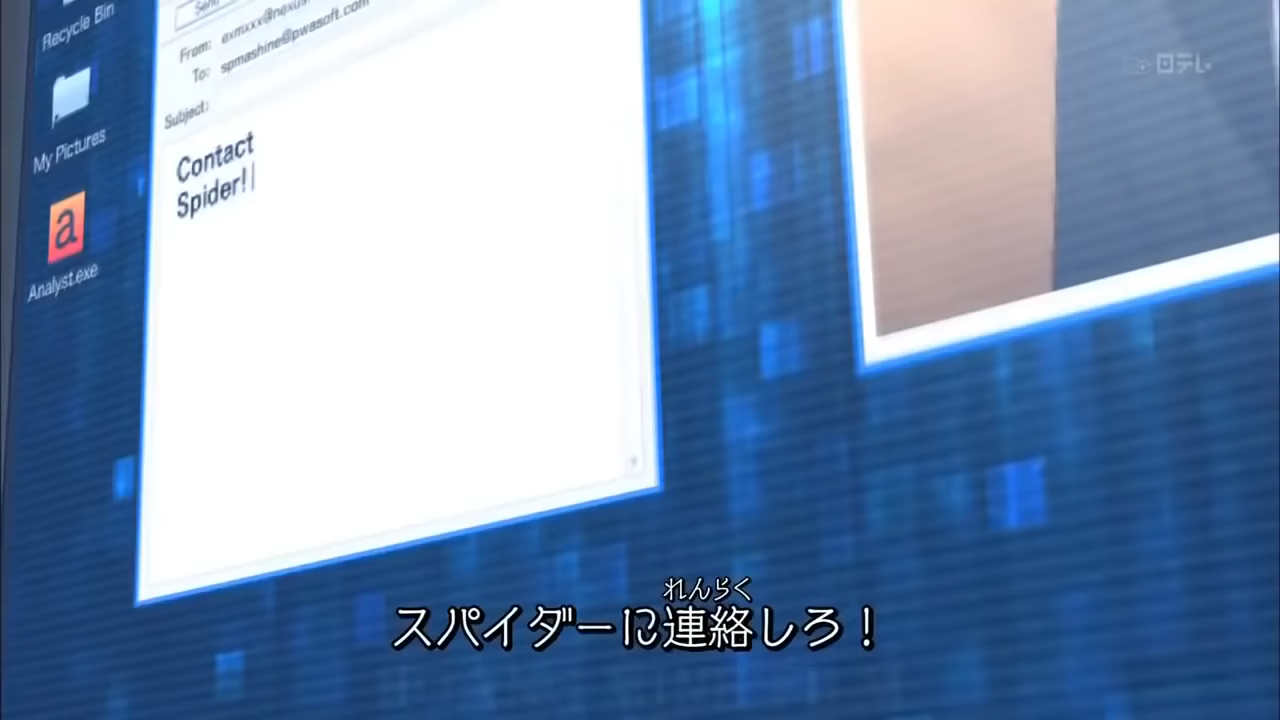 Recycle Bin
My Pictures
a
Analyst.exe
Send
From: exmxxx@nexus
To: spmashine@pwasoft.com
Subject:
Contact
Spider!
日テレ
れんらく
スパイダーに連絡しろ！